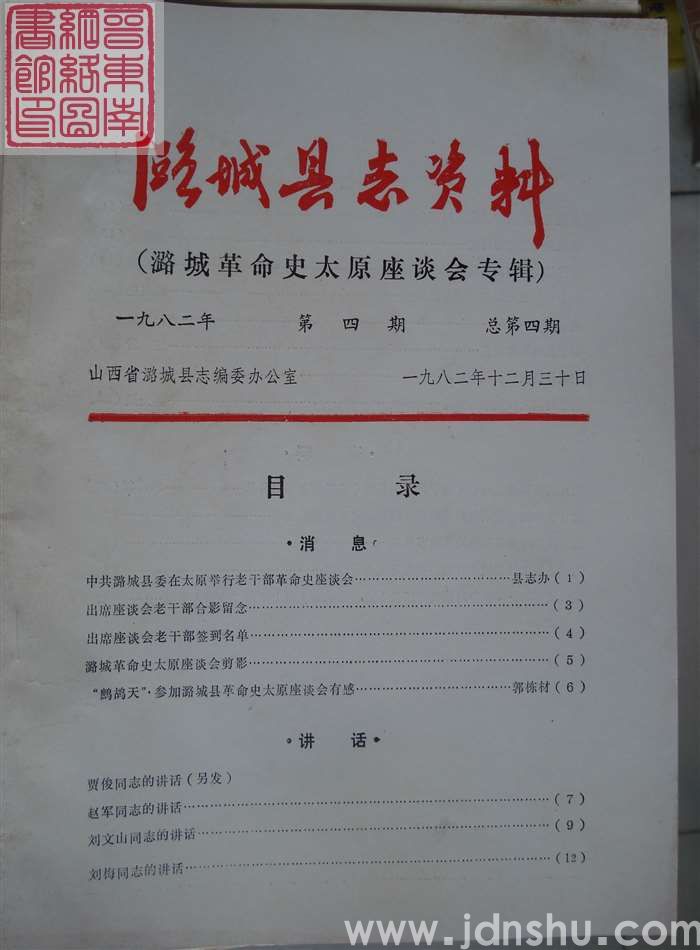 晋东南
網絡圖
書館印
潞城县志资料
(潞城革命史太原座谈会专辑)
一九八二年 第四期 总第四期
山西省潞城县志编委办公室 一九八二年十二月三十日
目 录
·消 息·
中共潞城县委在太原举行老干部革命史座谈会……………………………县志办(1)
出席座谈会老干部合影留念……………………………………………………(3)
出席座谈会老干部签到名单……………………………………………………(4)
潞城革命史太原座谈会剪影……………………………………………………(5)
“鹧鸪天”·参加潞城县革命史太原座谈会有感……………………………郭栋材(6)
·讲 话·
贾俊同志的讲话(另发)
赵军同志的讲话…………………………………………………………………(7)
刘文山同志的讲话………………………………………………………………(9)
刘梅同志的讲话…………………………………………………………………(12)
www.jdnshu.com